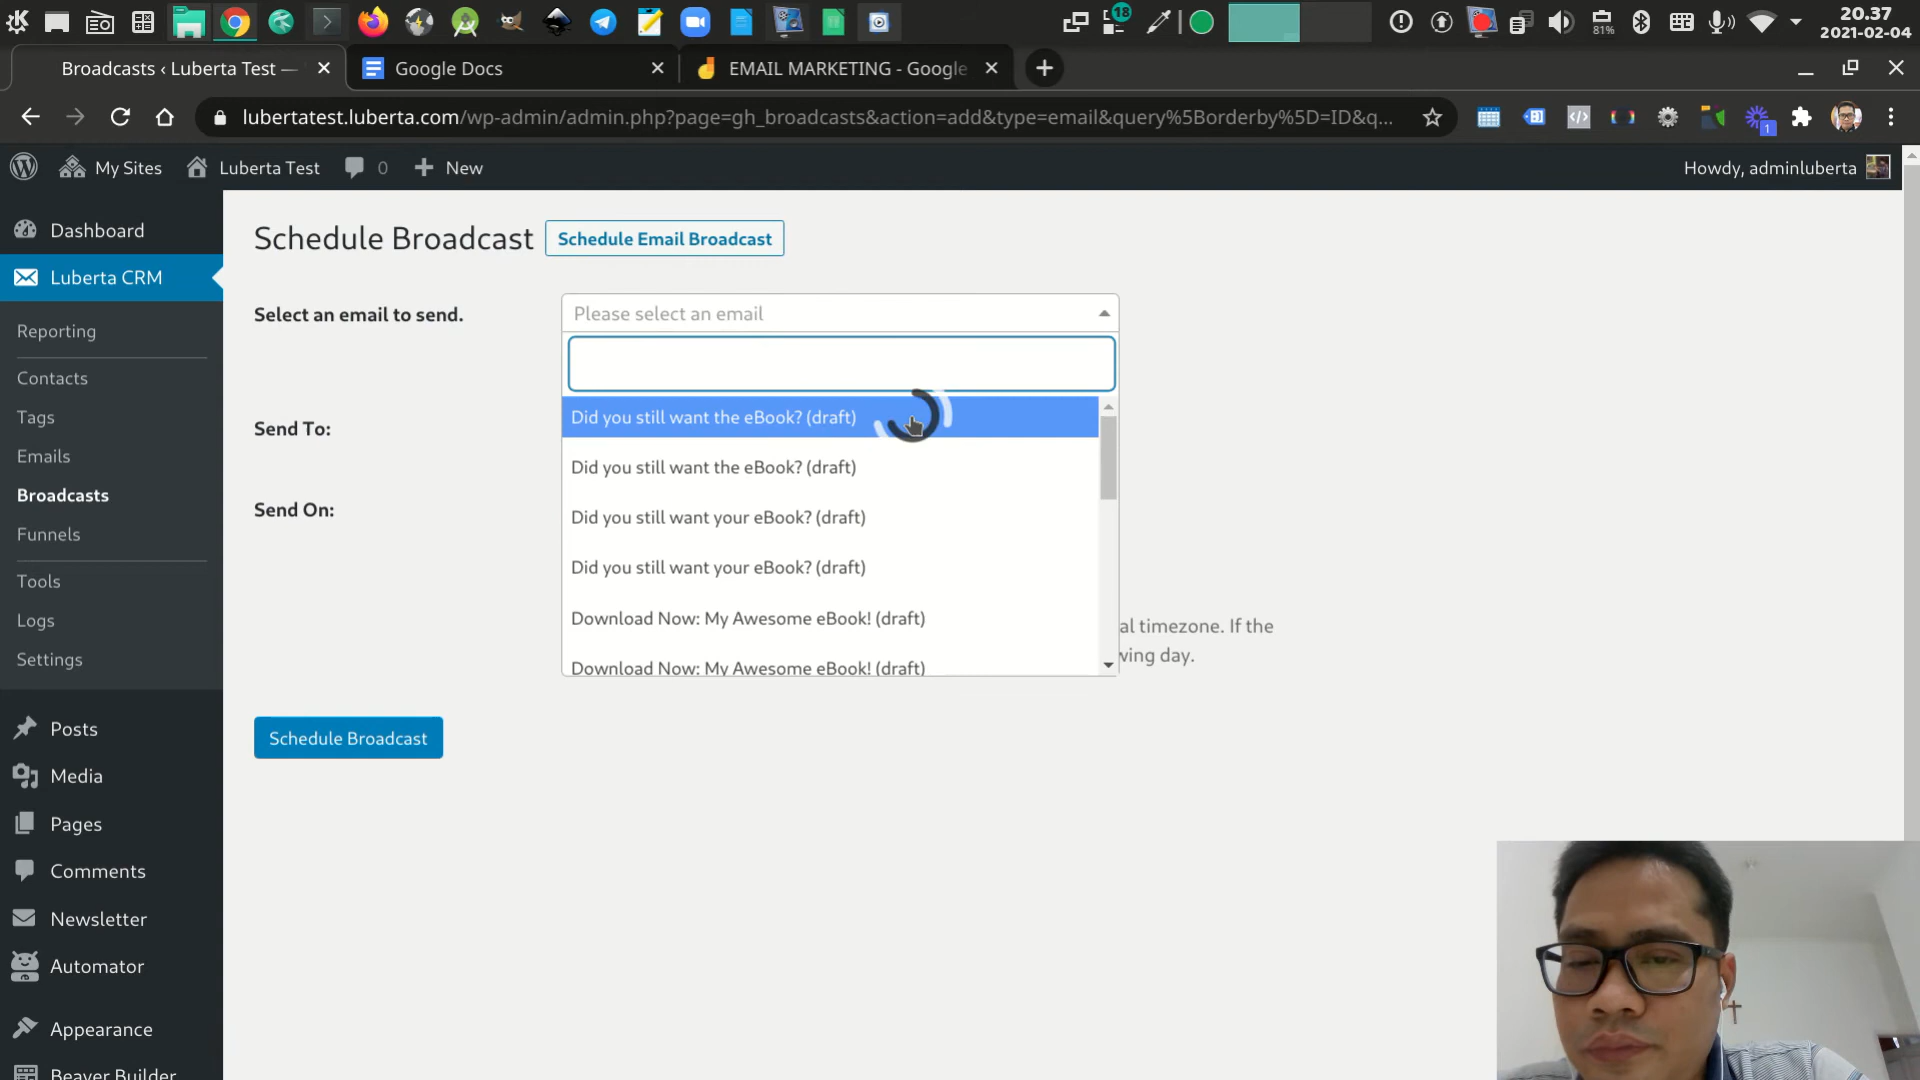 18
81%
20.37
2021-02-04
Broadcasts ‹ Luberta Test —
Google Docs
EMAIL MARKETING - Google
lubertatest.luberta.com/wp-admin/admin.php?page=gh_broadcasts&action=add&type=email&query%5Borderby%5D=ID&q...
1
My Sites
Luberta Test
0
New
Howdy, adminluberta
Dashboard
Luberta CRM
Reporting
Contacts
Tags
Emails
Broadcasts
Funnels
Tools
Logs
Settings
Posts
Media
Pages
Comments
Newsletter
Automator
Appearance
Beaver Builder
Schedule Broadcast
Schedule Email Broadcast
Select an email to send.
Please select an email
Did you still want the eBook? (draft)
Did you still want the eBook? (draft)
Did you still want your eBook? (draft)
Did you still want your eBook? (draft)
Download Now: My Awesome eBook! (draft)
Download Now: My Awesome eBook! (draft)
Send To:
Send On:
al timezone. If the
wing day.
Schedule Broadcast